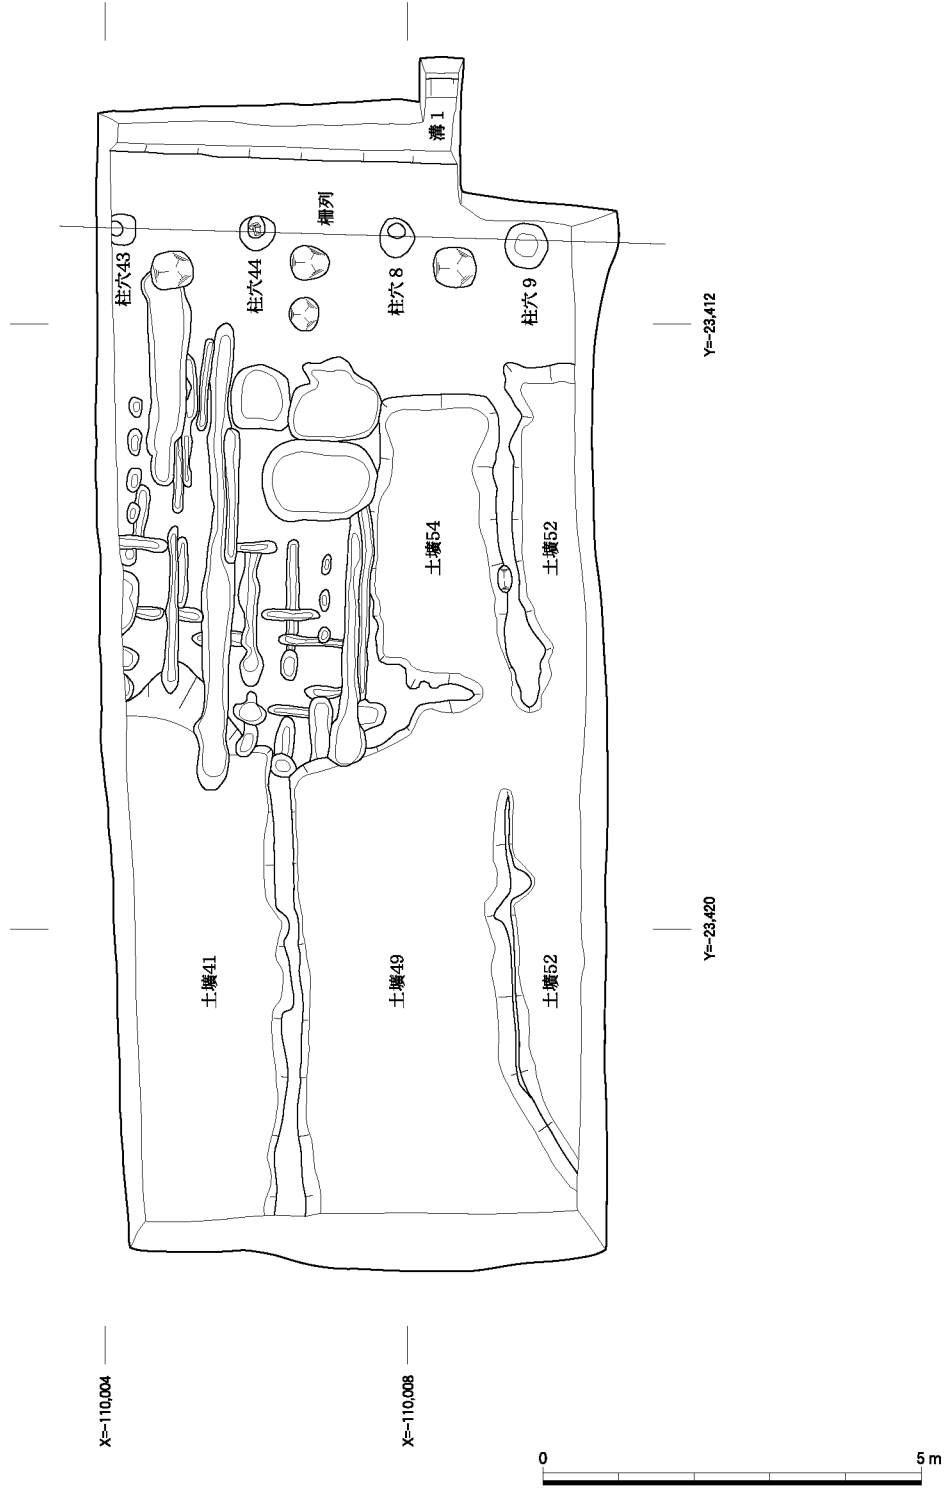 溝 1
柵列
柱穴43
柱穴44
柱穴 8
柱穴 9
Y=-23,412
土壙54
土壙52
Y=-23,420
土壙41
土壙49
土壙52
X=-110,004
X=-110,008
0
5 m